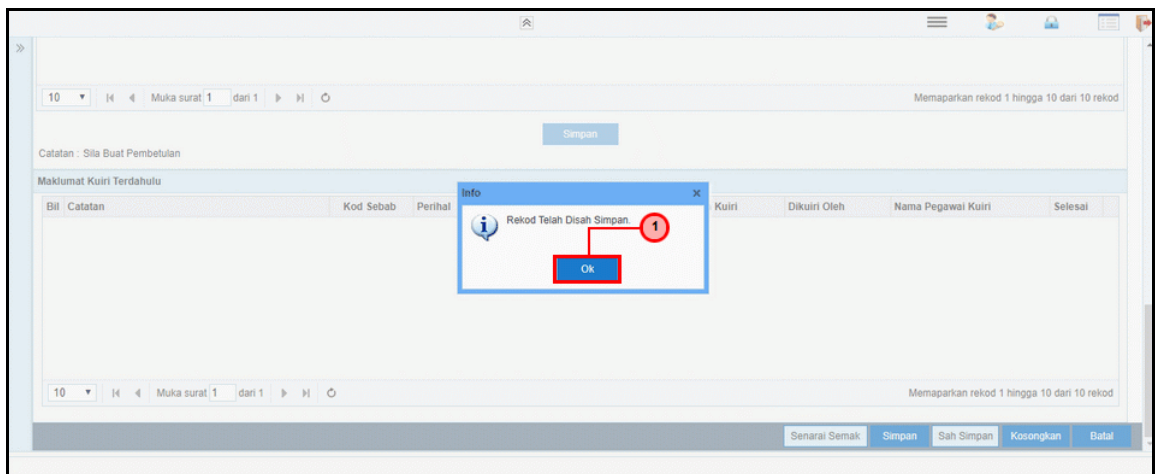 10 Muka surat 1 dari 1 Memaparkan rekod 1 hingga 10 dari 10 rekod
Simpan
Catatan : Sila Buat Pembetulan
Maklumat Kuiri Terdahulu
Bil Catatan Kod Sebab Perihal Kuiri Dikuiri Oleh Nama Pegawai Kuiri Selesai
Info
Rekod Telah Disah Simpan.
1
Ok
10 Muka surat 1 dari 1 Memaparkan rekod 1 hingga 10 dari 10 rekod
Senarai Semak Simpan Sah Simpan Kosongkan Batal